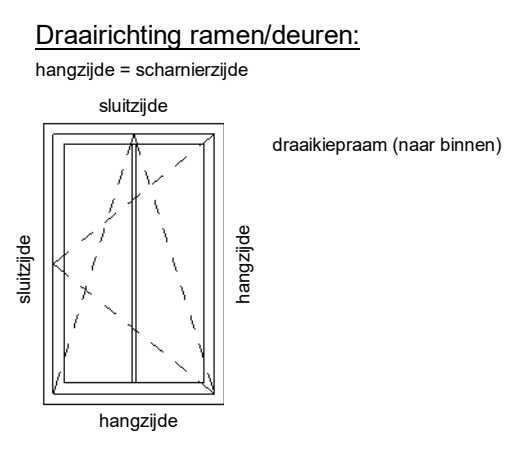 Draairichting ramen/deuren:
hangzijde = scharnierzijde
sluitzijde
draaikiepraam (naar binnen)
sluitzijde
hangzijde
hangzijde